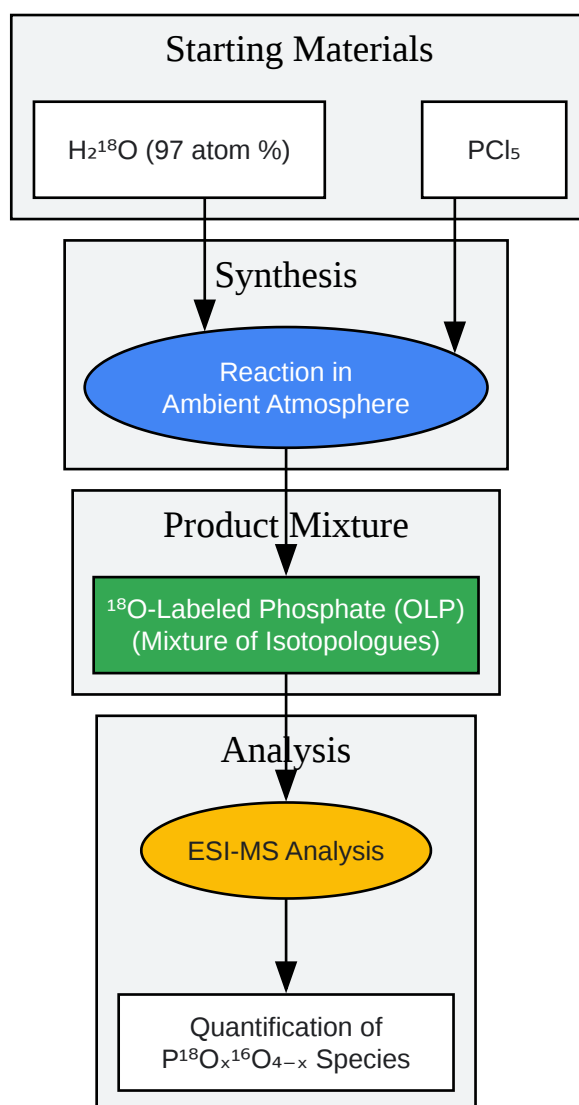 Starting Materials
H₂¹⁸O (97 atom %)
PCl₅
Synthesis
Reaction in
Ambient Atmosphere
Product Mixture
¹⁸O-Labeled Phosphate (OLP)
(Mixture of Isotopologues)
Analysis
ESI-MS Analysis
Quantification of
P¹⁸Oₓ¹⁶O₄₋ₓ Species